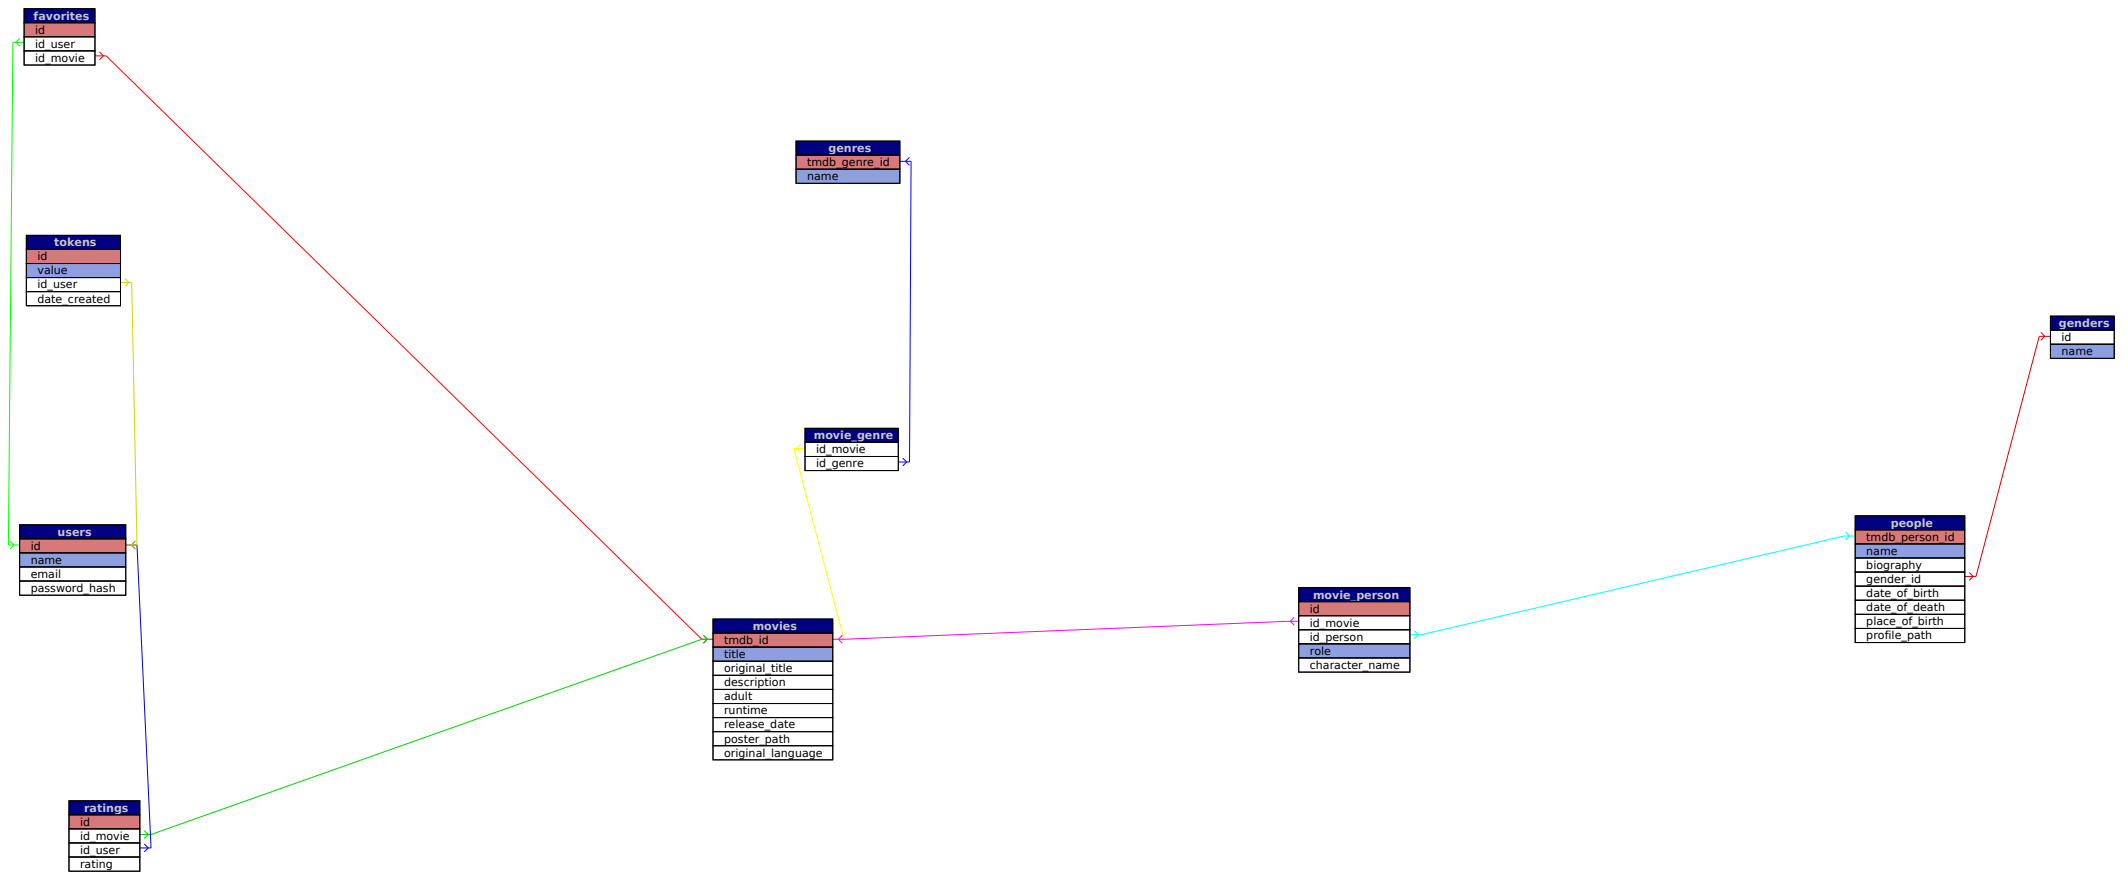 favorites
id
id_user
id_movie
genres
tmdb_genre_id
name
tokens
id
value
id_user
date_created
genders
id
name
movie_genre
id_movie
id_genre
users
id
name
email
password_hash
people
tmdb_person_id
name
biography
gender_id
date_of_birth
date_of_death
place_of_birth
profile_path
movie_person
id
id_movie
id_person
role
character_name
movies
tmdb_id
title
original_title
description
adult
runtime
release_date
poster_path
original_language
ratings
id
id_movie
id_user
rating